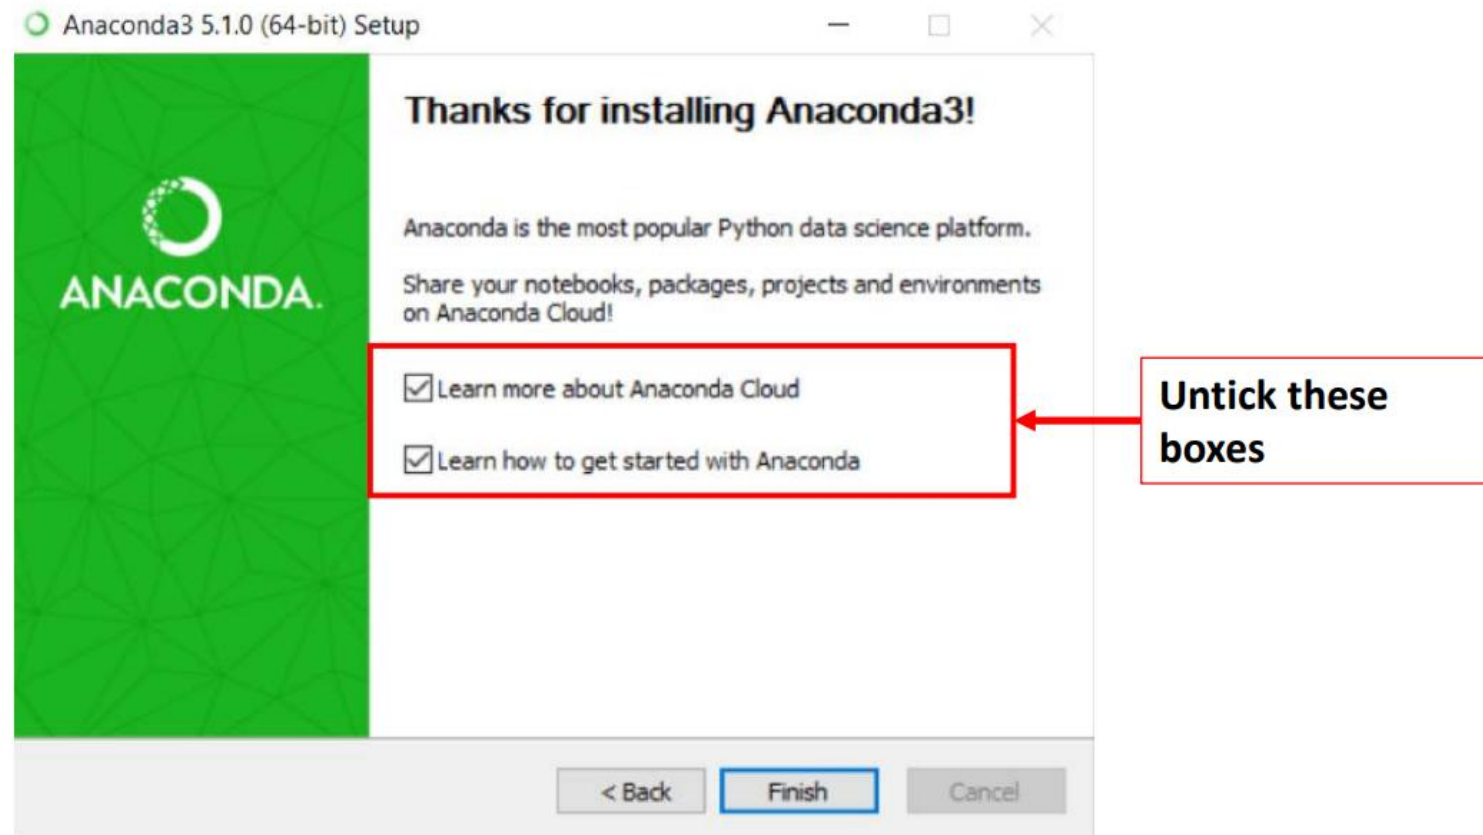 Anaconda3 5.1.0 (64-bit) Setup
Thanks for installing Anaconda3!
ANACONDA.
Anaconda is the most popular Python data science platform.
Share your notebooks, packages, projects and environments
on Anaconda Cloud!
Learn more about Anaconda Cloud
Learn how to get started with Anaconda
Untick these
boxes
< Back
Finish
Cancel